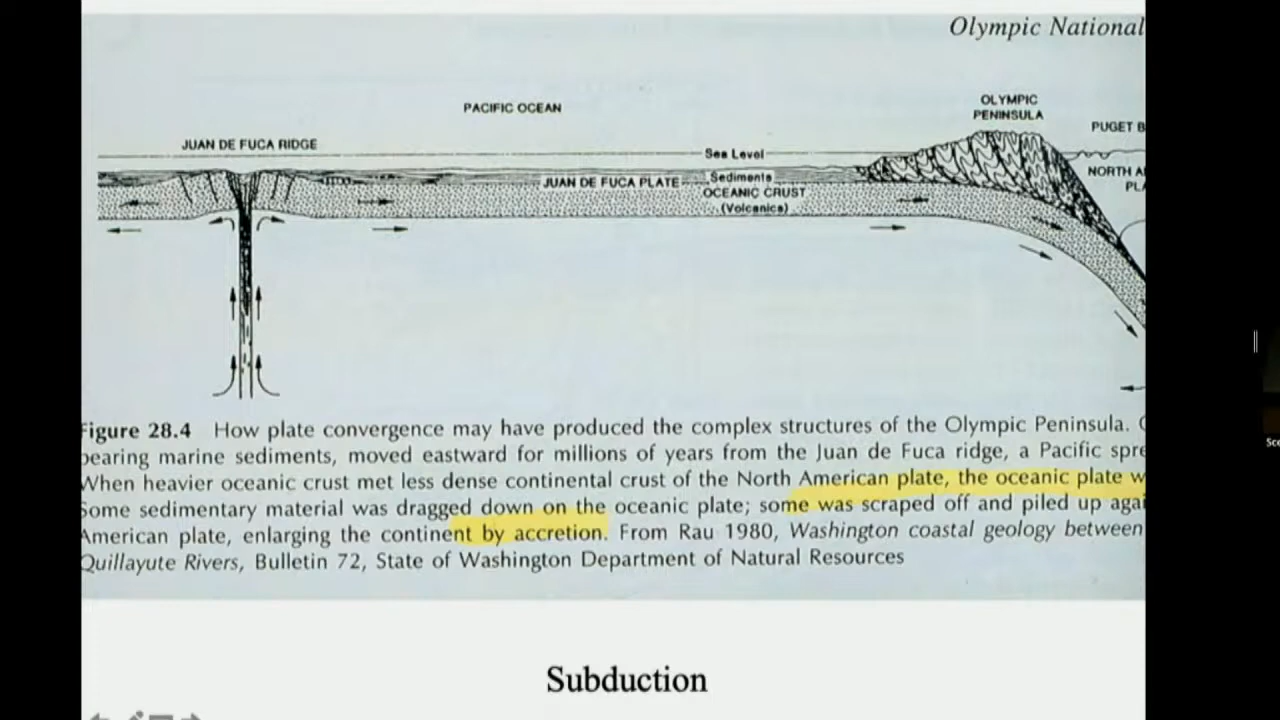 Olympic National
PACIFIC OCEAN
OLYMPIC
PENINSULA
PUGET B
JUAN DE FUCA RIDGE
Sea Level
NORTH A
PL
JUAN DE FUCA PLATE
Sediments
OCEANIC CRUST
(Volcanics)
Figure 28.4 How plate convergence may have produced the complex structures of the Olympic Peninsula.
bearing marine sediments, moved eastward for millions of years from the Juan de Fuca ridge, a Pacific spre
When heavier oceanic crust met less dense continental crust of the North American plate, the oceanic plate w
Some sedimentary material was dragged down on the oceanic plate; some was scraped off and piled up agai
American plate, enlarging the continent by accretion. From Rau 1980, Washington coastal geology between
Quillayute Rivers, Bulletin 72, State of Washington Department of Natural Resources
Subduction